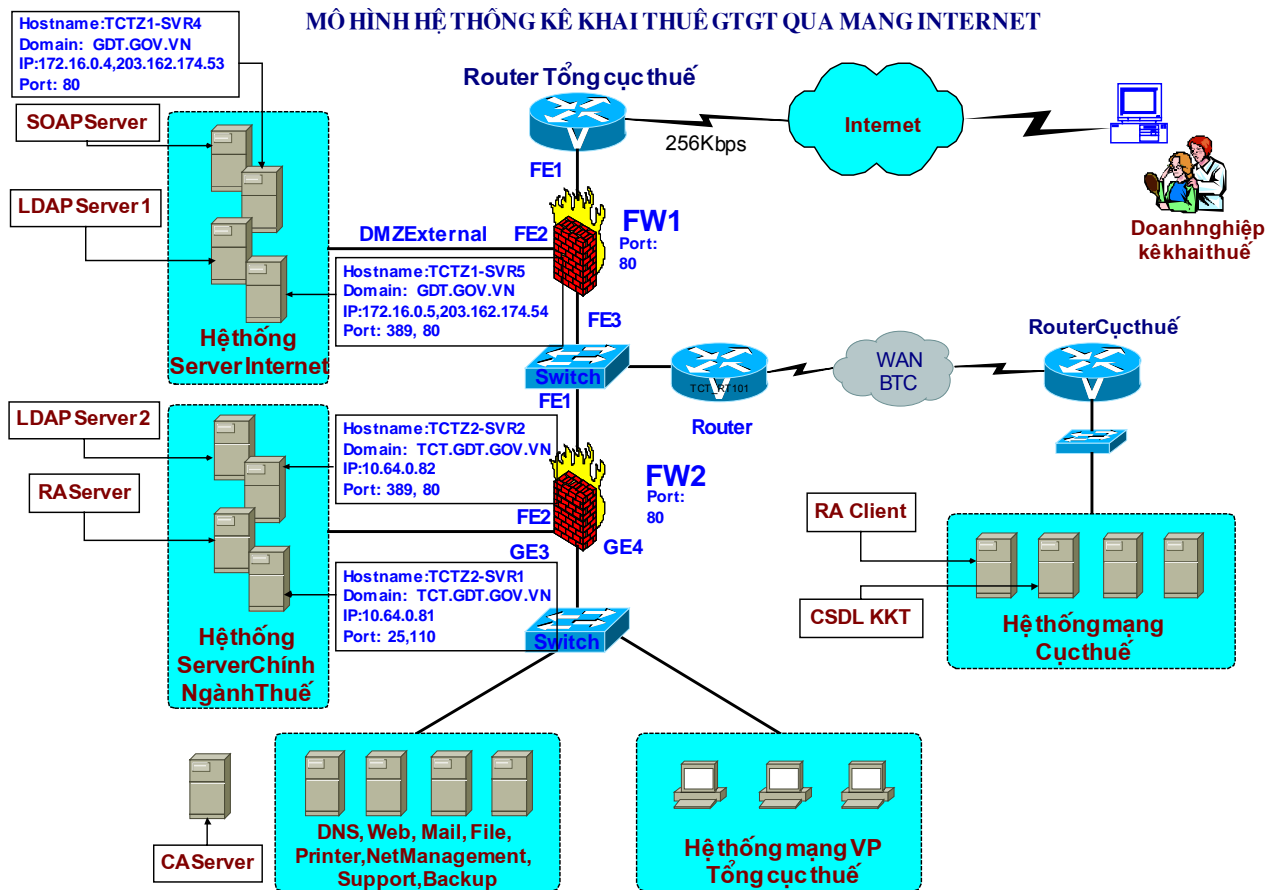 MÔ HÌNH HỆ THỐNG KÊ KHAI THUẾ GTGT QUA MẠNG INTERNET
Hostname:TCTZ1-SVR4
Domain: GDT.GOV.VN
IP:172.16.0.4,203.162.174.53
Port: 80
SOAPServer
LDAPServer1
Hệthống
ServerInternet
Router Tổng cục thuế
256Kbps
Internet
Doanhnghiệp
kêkhaithuế
FE1
DMZExternal
FE2
FW1
Port:
80
Hostname:TCTZ1-SVR5
Domain: GDT.GOV.VN
IP:172.16.0.5,203.162.174.54
Port: 389, 80
FE3
Switch
FE1
TCT_RT101
Router
WAN
BTC
RouterCụcthuế
LDAPServer2
RAServer
Hostname:TCTZ2-SVR2
Domain: TCT.GDT.GOV.VN
IP:10.64.0.82
Port: 389, 80
FW2
Port:
80
FE2
GE3
GE4
Hostname:TCTZ2-SVR1
Domain: TCT.GDT.GOV.VN
IP:10.64.0.81
Port: 25,110
Switch
Hệthống
ServerChính
NgànhThuế
RA Client
CSDL KKT
Hệthốngmạng
Cụcthuế
CAServer
DNS,Web, Mail, File,
Printer,NetManagement,
Support,Backup
Hệthốngmạng VP
Tổngcụcthuế